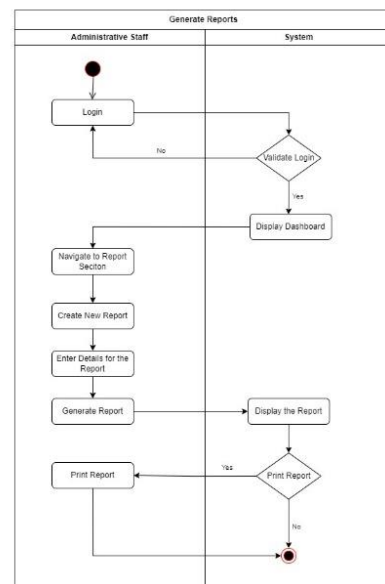 Generate Reports
Administrative Staff
System
Login
No
Validate Login
Yes
Display Dashboard
Navigate to Report
Seciton
Create New Report
Enter Details for the
Report
Generate Report
Display the Report
Print Report
Yes
Print Report
No